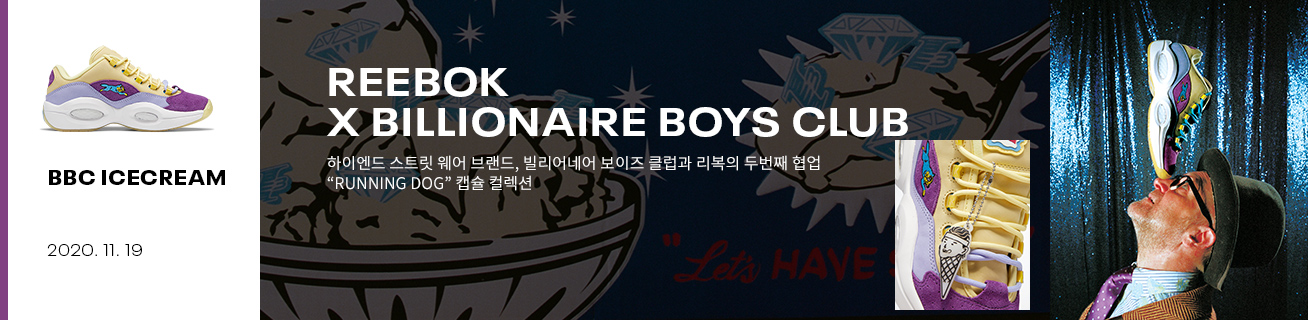 BBC ICECREAM
2020. 11. 19
REEBOK
X BILLIONAIRE BOYS CLUB
하이엔드 스트릿 웨어 브랜드, 빌리어네어 보이즈 클럽과 리복의 두번째 협업
“RUNNING DOG” 캡슐 컬렉션
"Let's HAVE